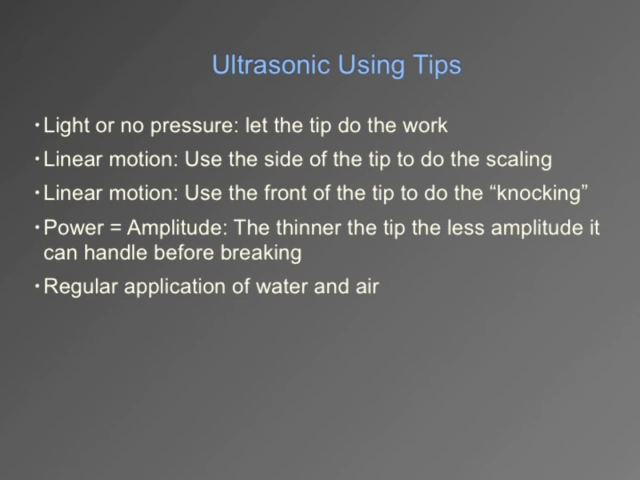 Ultrasonic Using Tips
• Light or no pressure: let the tip do the work
• Linear motion: Use the side of the tip to do the scaling
• Linear motion: Use the front of the tip to do the “knocking”
• Power = Amplitude: The thinner the tip the less amplitude it
can handle before breaking
• Regular application of water and air